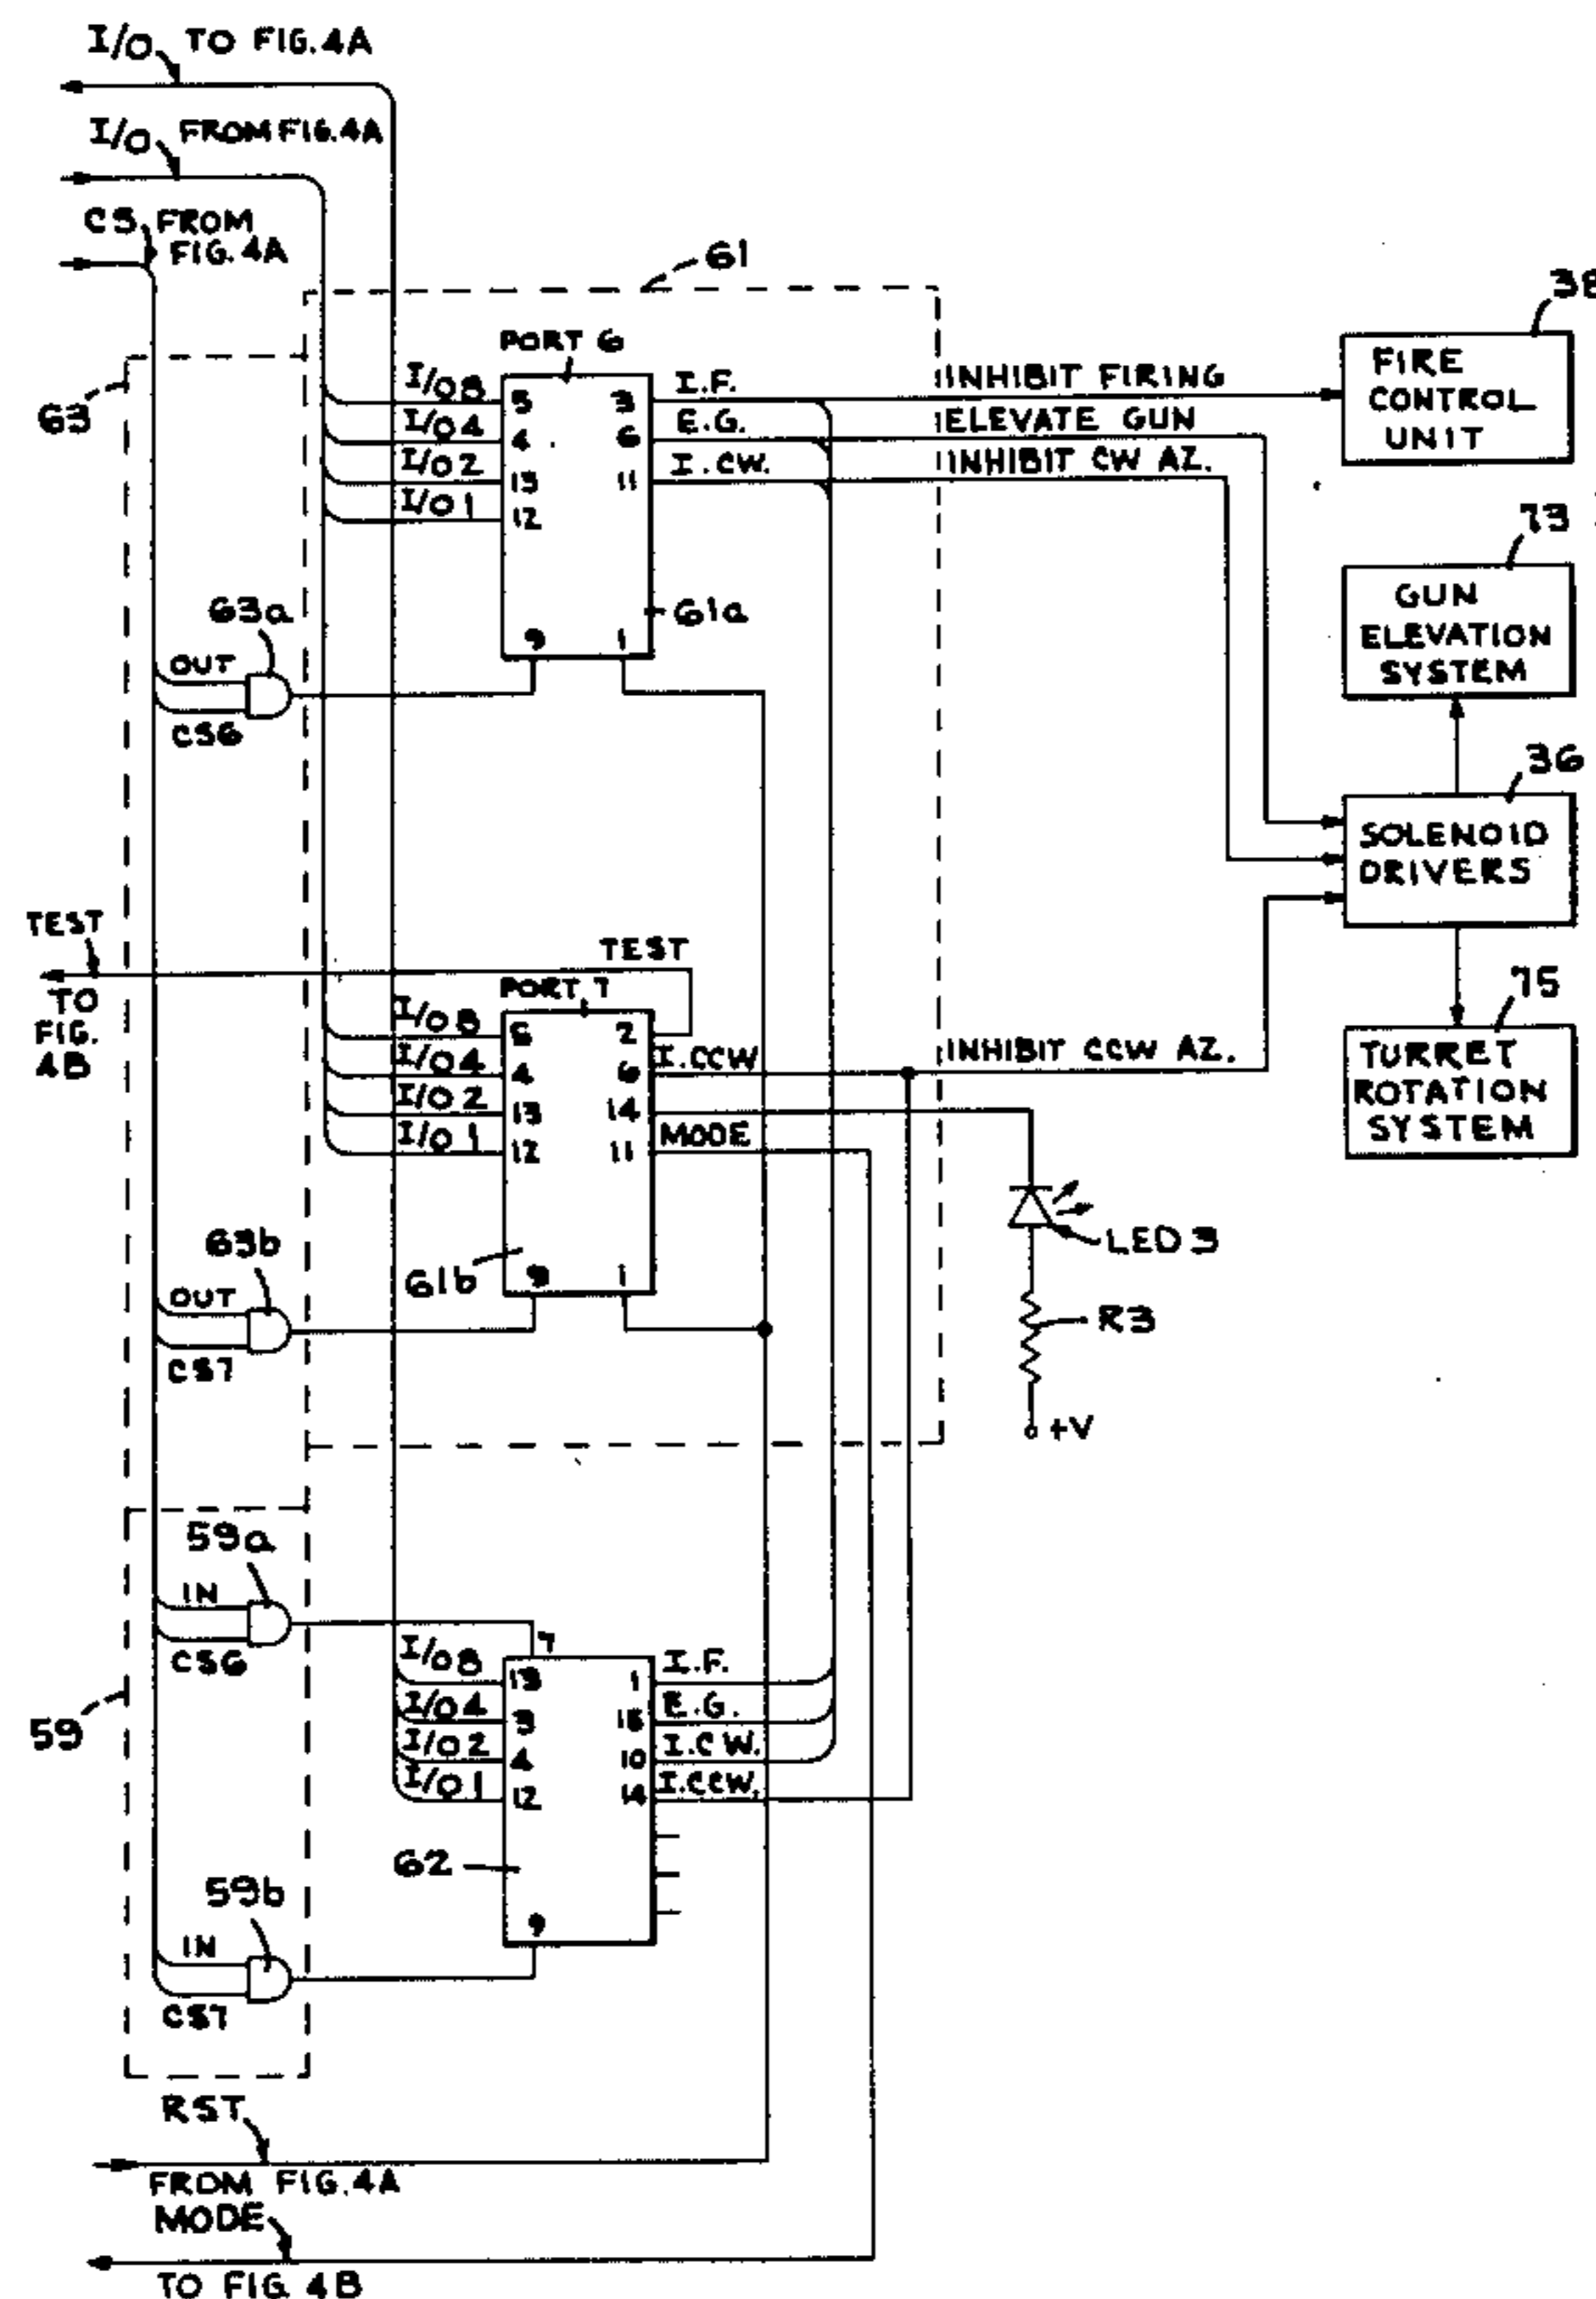 I/O TO FIG.4A
I/O FROM FIG.4A
CS FROM
FIG.4A
61
38
PORT 6
63
I/O8
I/O4
I/O2
I/O1
5
4
13
12
3
6
11
I.F.
E.G.
I.CW.
INHIBIT FIRING
ELEVATE GUN
INHIBIT CW AZ.
FIRE
CONTROL
UNIT
73
GUN
ELEVATION
SYSTEM
63a
OUT
CS6
9
1
61a
36
SOLENOID
DRIVERS
TEST
TO
FIG.
4B
TEST
PORT 7
I/O8
I/O4
I/O2
I/O1
5
4
13
12
2
6
14
11
I.CCW
MODE
INHIBIT CCW AZ.
75
TURRET
ROTATION
SYSTEM
63b
OUT
CS7
61b
9
1
LED3
R3
+V
59a
IN
CS6
7
59
I/O8
I/O4
I/O2
I/O1
13
3
4
12
1
15
10
14
I.F.
E.G.
I.CW.
I.CCW.
62
59b
IN
CS7
9
RST
FROM FIG.4A
MODE
TO FIG. 4B